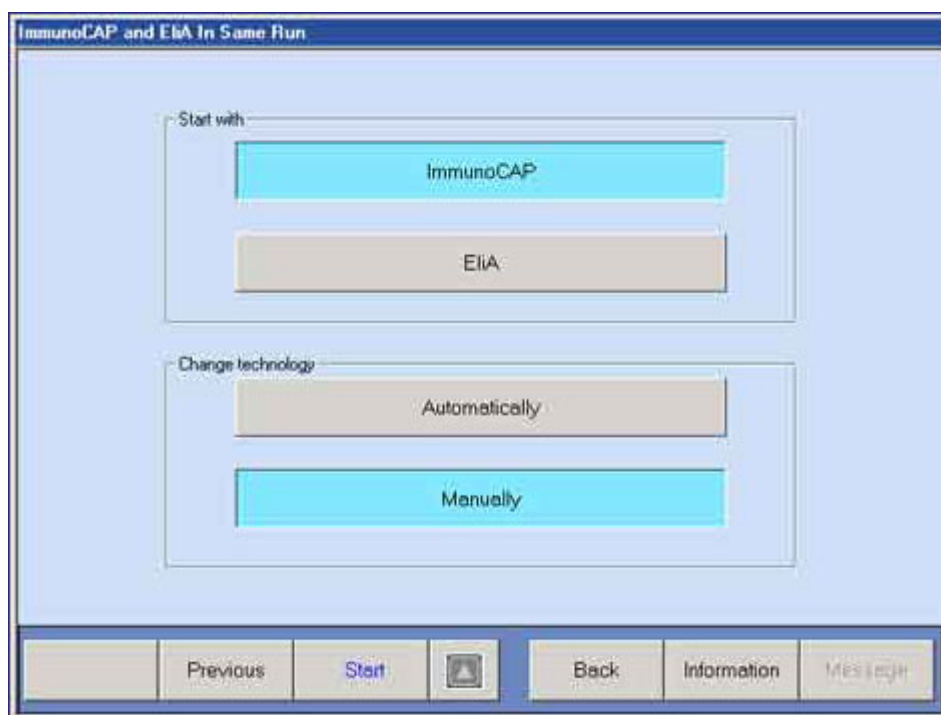 ImmunoCAP and EliA In Same Run
Start with
ImmunoCAP
EliA
Change technology
Automatically
Manually
Previous Start Back Information Message